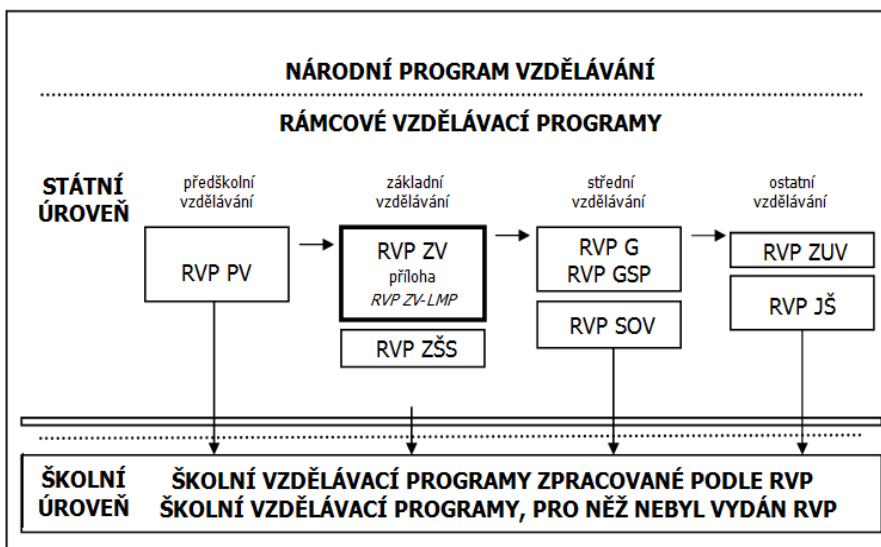 NÁRODNÍ PROGRAM VZDĚLÁVÁNÍ
RÁMCOVÉ VZDĚLÁVACÍ PROGRAMY
STÁTNÍ
ÚROVEŇ
předškolní
vzdělávání
základní
vzdělávání
střední
vzdělávání
ostatní
vzdělávání
RVP PV
RVP ZV
příloha
RVP ZV-LMP
RVP ZŠS
RVP G
RVP GSP
RVP SOV
RVP ZUV
RVP JŠ
ŠKOLNÍ
ÚROVEŇ
ŠKOLNÍ VZDĚLÁVACÍ PROGRAMY ZPRACOVANÉ PODLE RVP
ŠKOLNÍ VZDĚLÁVACÍ PROGRAMY, PRO NĚŽ NEBYL VYDÁN RVP